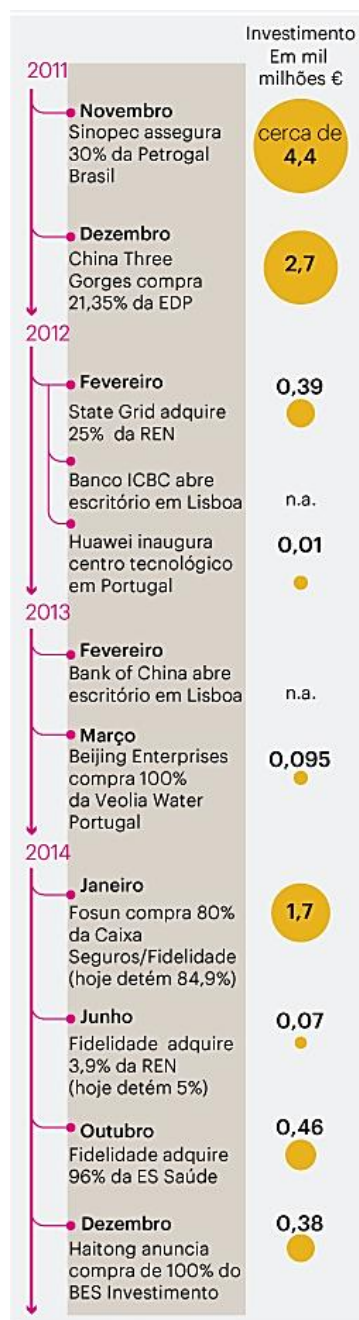 Investimento
Em mil
milhões €
2011
Novembro
Sinopec assegura
30% da Petrogal
Brasil
cerca de
4,4
Dezembro
China Three
Gorges compra
21,35% da EDP
2,7
2012
Fevereiro
State Grid adquire
25% da REN
0,39
Banco ICBC abre
escritório em Lisboa
n.a.
Huawei inaugura
centro tecnológico
em Portugal
0,01
2013
Fevereiro
Bank of China abre
escritório em Lisboa
n.a.
Março
Beijing Enterprises
compra 100%
da Veolia Water
Portugal
0,095
2014
Janeiro
Fosun compra 80%
da Caixa
Seguros/Fidelidade
(hoje detém 84,9%)
1,7
Junho
Fidelidade adquire
3,9% da REN
(hoje detém 5%)
0,07
Outubro
Fidelidade adquire
96% da ES Saúde
0,46
Dezembro
Haitong anuncia
compra de 100% do
BES Investimento
0,38